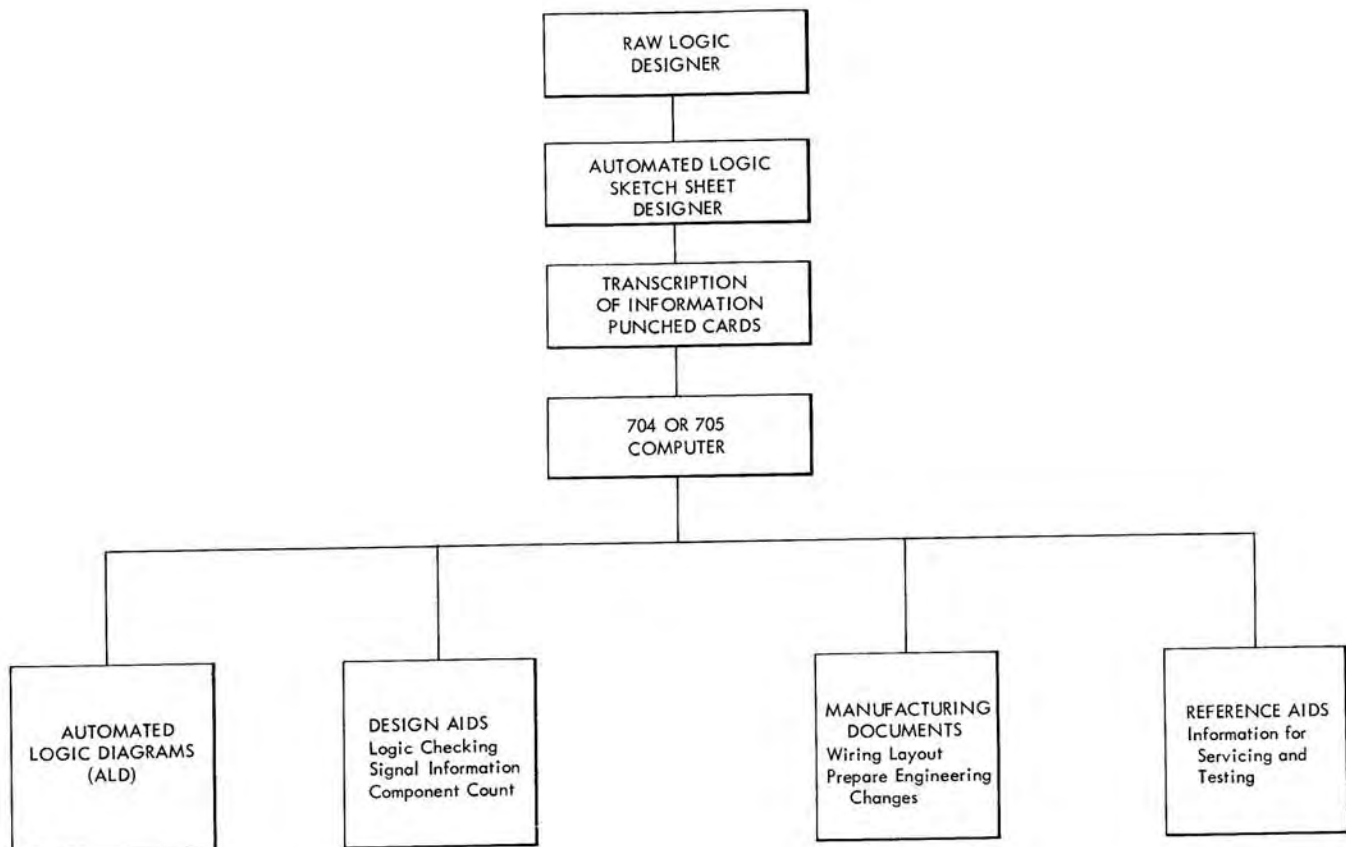 RAW LOGIC
DESIGNER
AUTOMATED LOGIC
SKETCH SHEET
DESIGNER
TRANSCRIPTION
OF INFORMATION
PUNCHED CARDS
704 OR 705
COMPUTER
AUTOMATED
LOGIC DIAGRAMS
(ALD)
DESIGN AIDS
Logic Checking
Signal Information
Component Count
MANUFACTURING
DOCUMENTS
Wiring Layout
Prepare Engineering
Changes
REFERENCE AIDS
Information for
Servicing and
Testing